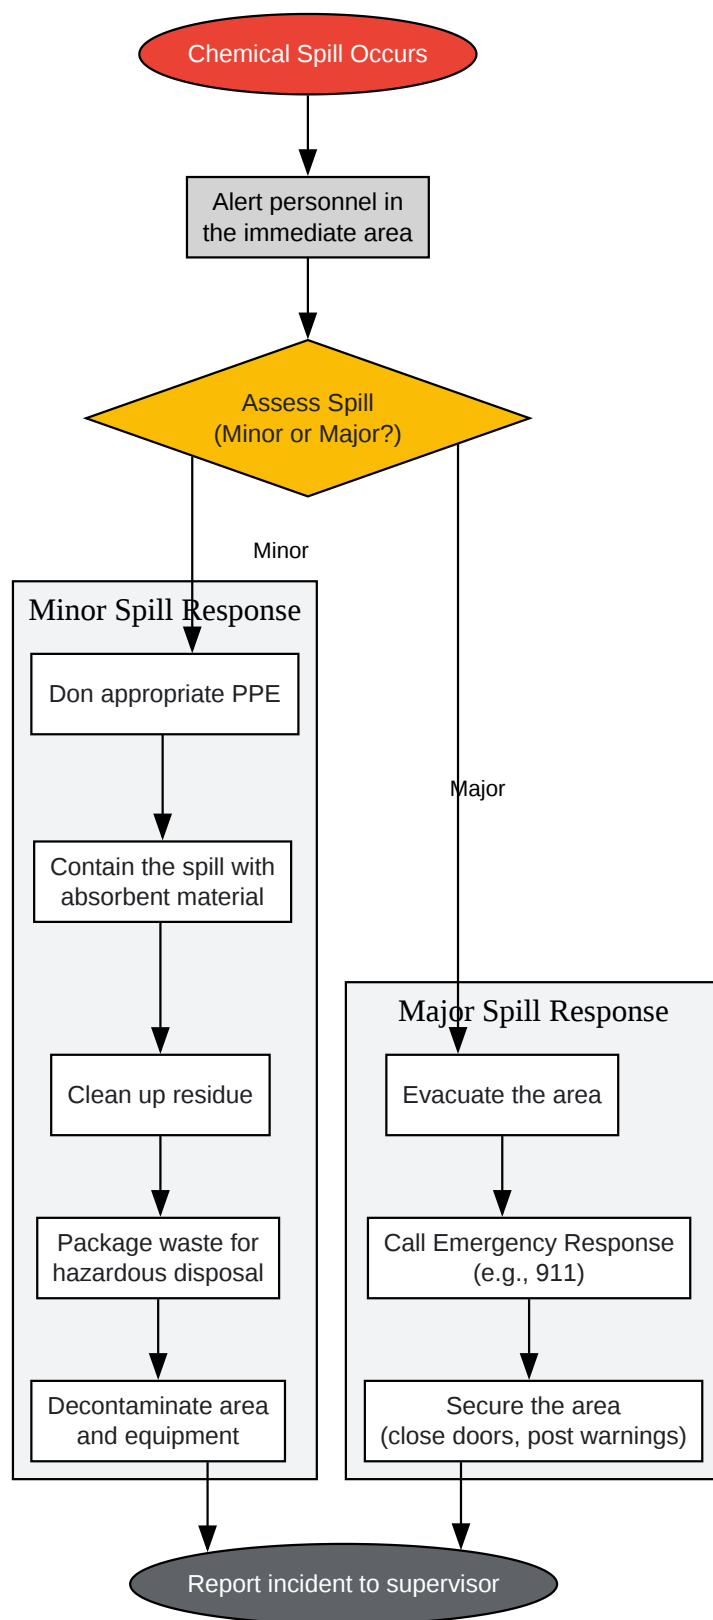 Chemical Spill Occurs
Alert personnel in
the immediate area
Assess Spill
(Minor or Major?)
Minor
Minor Spill Response
Don appropriate PPE
Contain the spill with
absorbent material
Clean up residue
Package waste for
hazardous disposal
Decontaminate area
and equipment
Major
Major Spill Response
Evacuate the area
Call Emergency Response
(e.g., 911)
Secure the area
(close doors, post warnings)
Report incident to supervisor